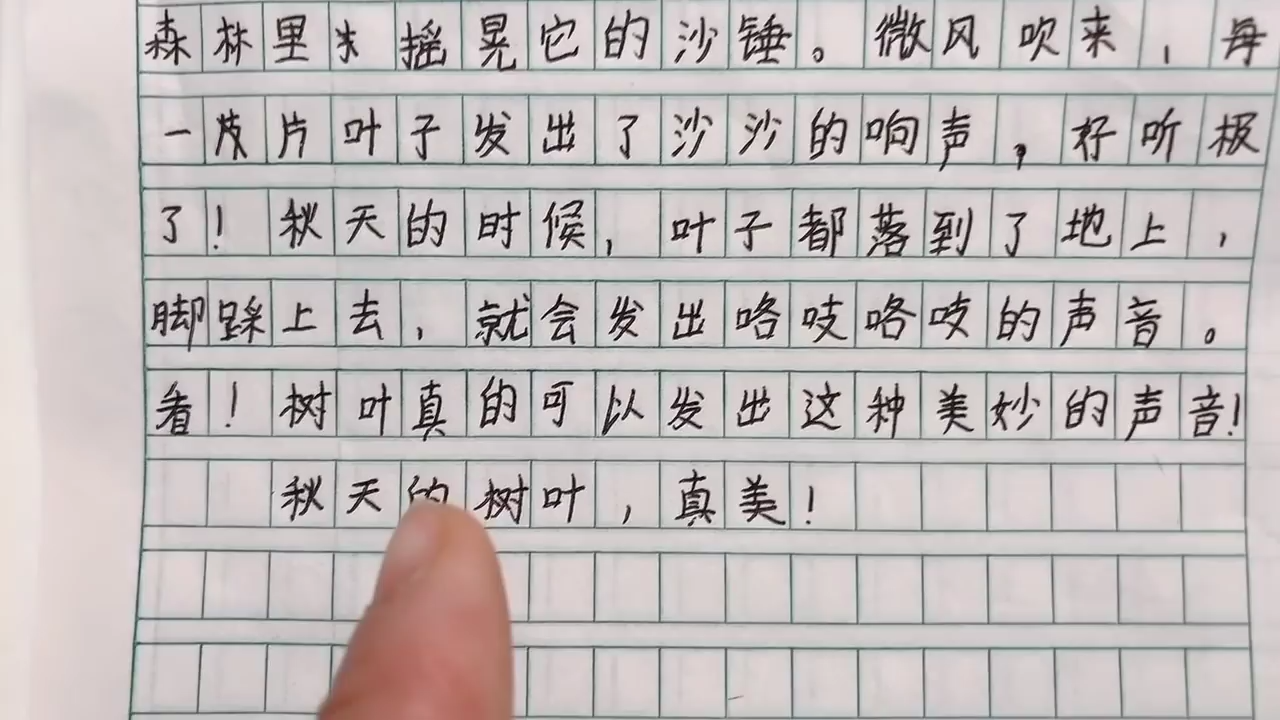 森林里摇晃它的沙锤。微风吹来，每
一片叶子发出了沙沙的响声，好听极
了！秋天的时候，叶子都落到了地上，
脚踩上去，就会发出咯吱咯吱的声音。
看！树叶真的可以发出这种美妙的声音！
秋天的树叶，真美！